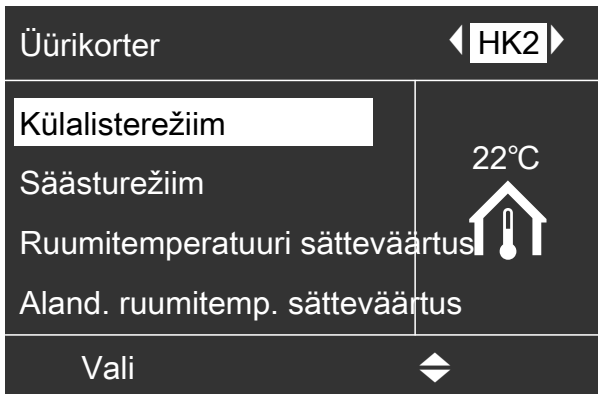 Üürikorter HK2
Külalisterežiim
Säästurežiim
Ruumitemperatuuri sätteväärtus
Aland. ruumitemp. sätteväärtus
22°C
Vali